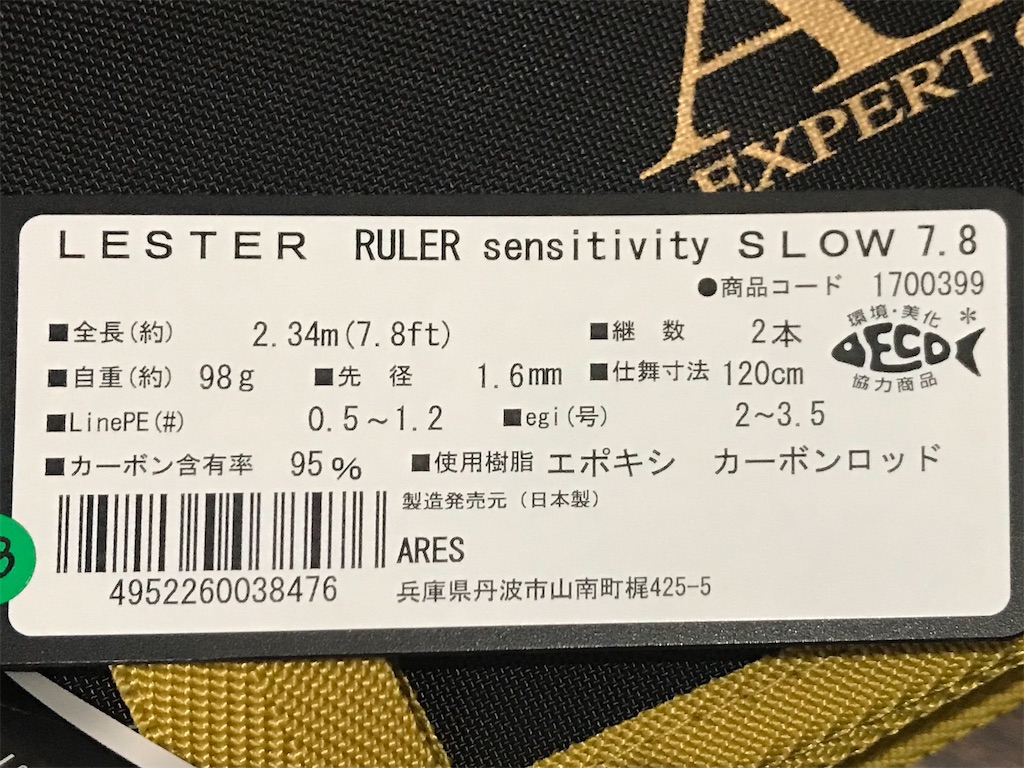 EXPERT
LESTER RULER sensitivity SLOW 7.8
●商品コード 1700399
■全長(約) 2.34m(7.8ft) ■継 数 2本
環境・美化 *
ECO
協力商品
■自重(約) 98g ■先 径 1.6mm ■仕舞寸法 120cm
■LinePE(#) 0.5~1.2 ■egi(号) 2~3.5
■カーボン含有率 95% ■使用樹脂 エポキシ カーボンロッド
製造発売元(日本製)
ARES
4952260038476
兵庫県丹波市山南町梶425-5